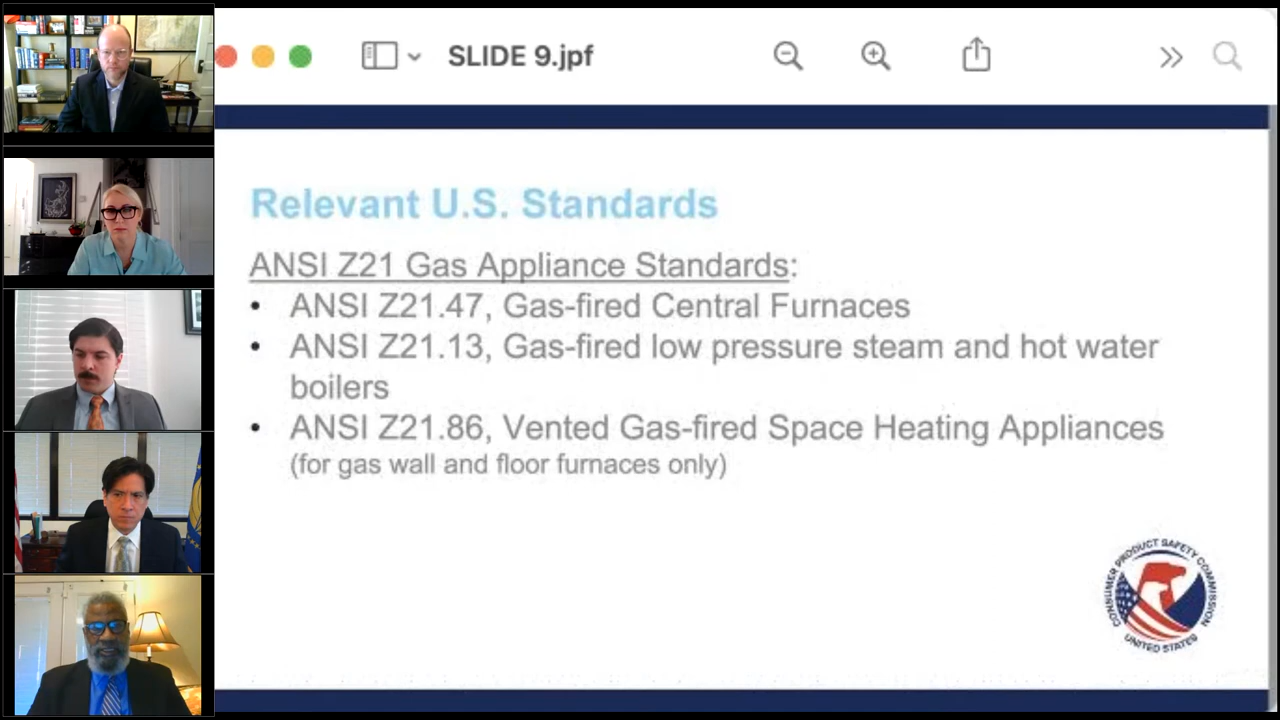 SLIDE 9.jpf
Relevant U.S. Standards
ANSI Z21 Gas Appliance Standards:
• ANSI Z21.47, Gas-fired Central Furnaces
• ANSI Z21.13, Gas-fired low pressure steam and hot water
boilers
• ANSI Z21.86, Vented Gas-fired Space Heating Appliances
(for gas wall and floor furnaces only)
CONSUMER PRODUCT SAFETY COMMISSION
UNITED STATES